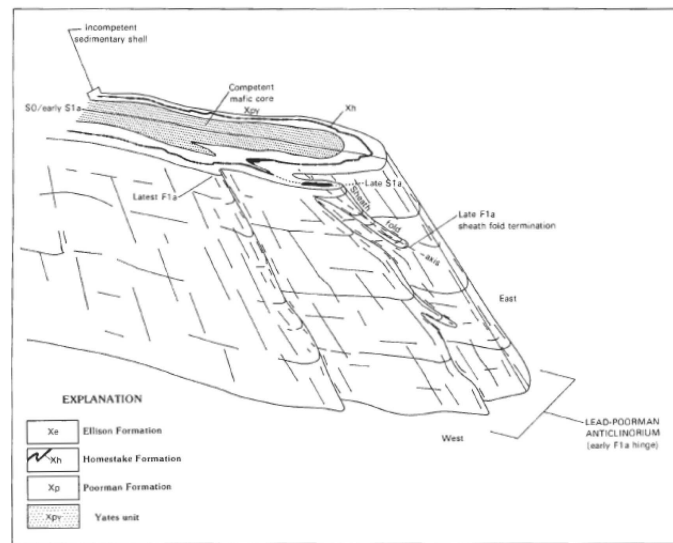 Incompetent
sedimentary shell
Competent
mafic core
Xpy
Xh
S0/early S1a
Late S1a
Latest F1a
Sheath
fold
axis
Late F1a
sheath fold termination
East
West
LEAD-POORMAN
ANTICLINORIUM
(early F1a hinge)
EXPLANATION
Xe Ellison Formation
Xh Homestake Formation
Xp Poorman Formation
Xpy Yates unit